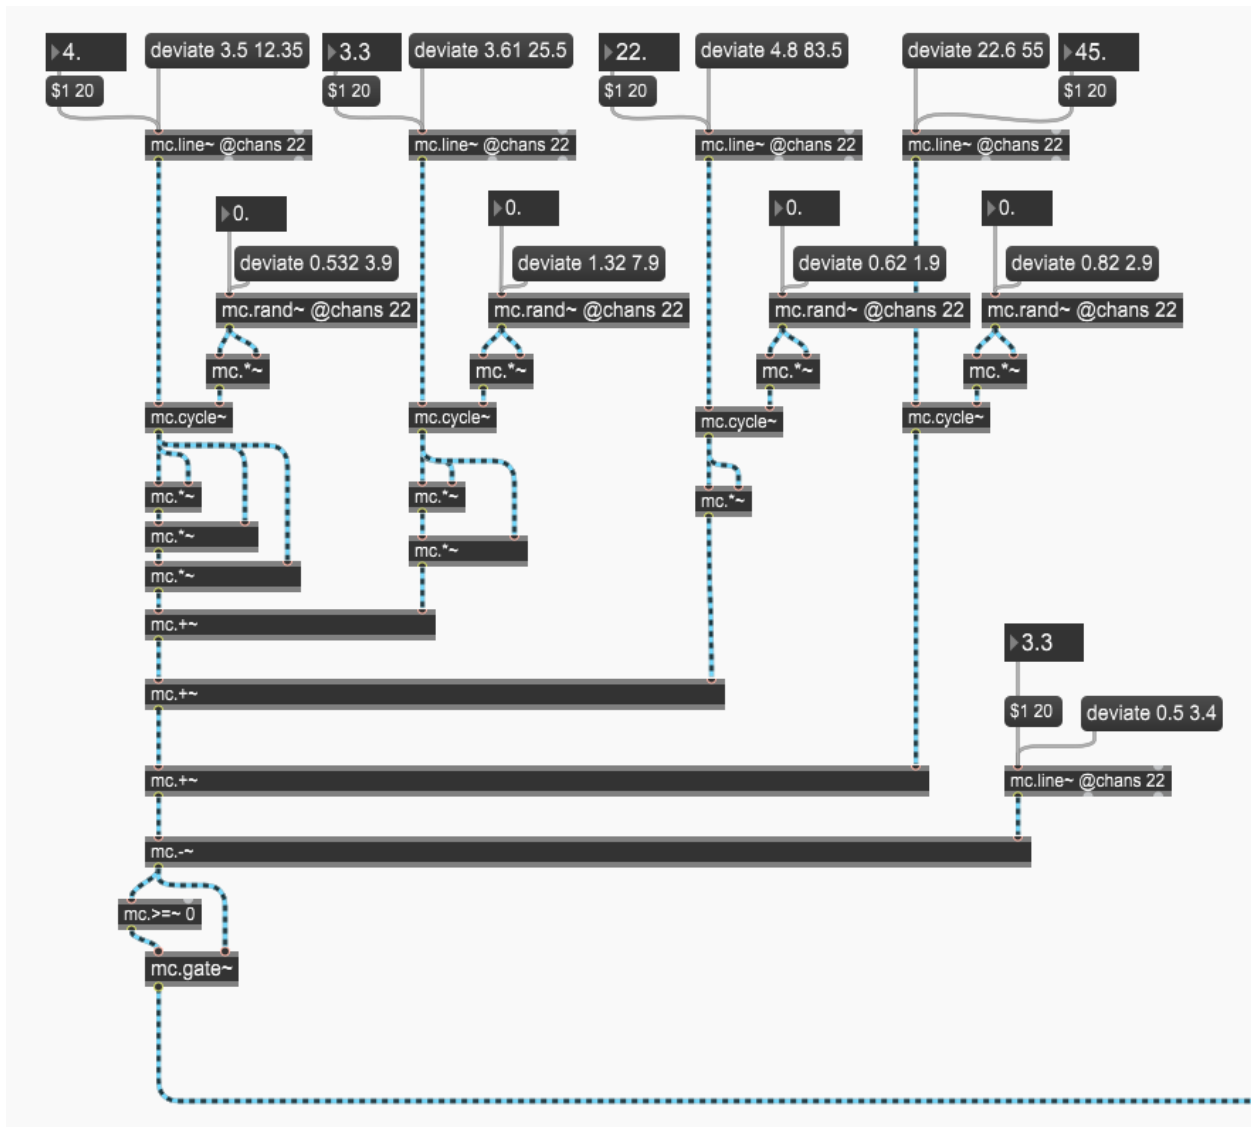 4.
deviate 3.5 12.35
3.3
deviate 3.61 25.5
22.
deviate 4.8 83.5
deviate 22.6 55
45.
$1 20
$1 20
$1 20
$1 20
mc.line~ @chans 22
mc.line~ @chans 22
mc.line~ @chans 22
mc.line~ @chans 22
0.
0.
0.
0.
deviate 0.532 3.9
deviate 1.32 7.9
deviate 0.62 1.9
deviate 0.82 2.9
mc.rand~ @chans 22
mc.rand~ @chans 22
mc.rand~ @chans 22
mc.rand~ @chans 22
mc.*~
mc.*~
mc.*~
mc.*~
mc.cycle~
mc.cycle~
mc.cycle~
mc.cycle~
mc.*~
mc.*~
mc.*~
mc.*~
mc.*~
mc.*~
mc.+~
3.3
mc.+~
$1 20
deviate 0.5 3.4
mc.+~
mc.line~ @chans 22
mc.-~
mc.>=~ 0
mc.gate~